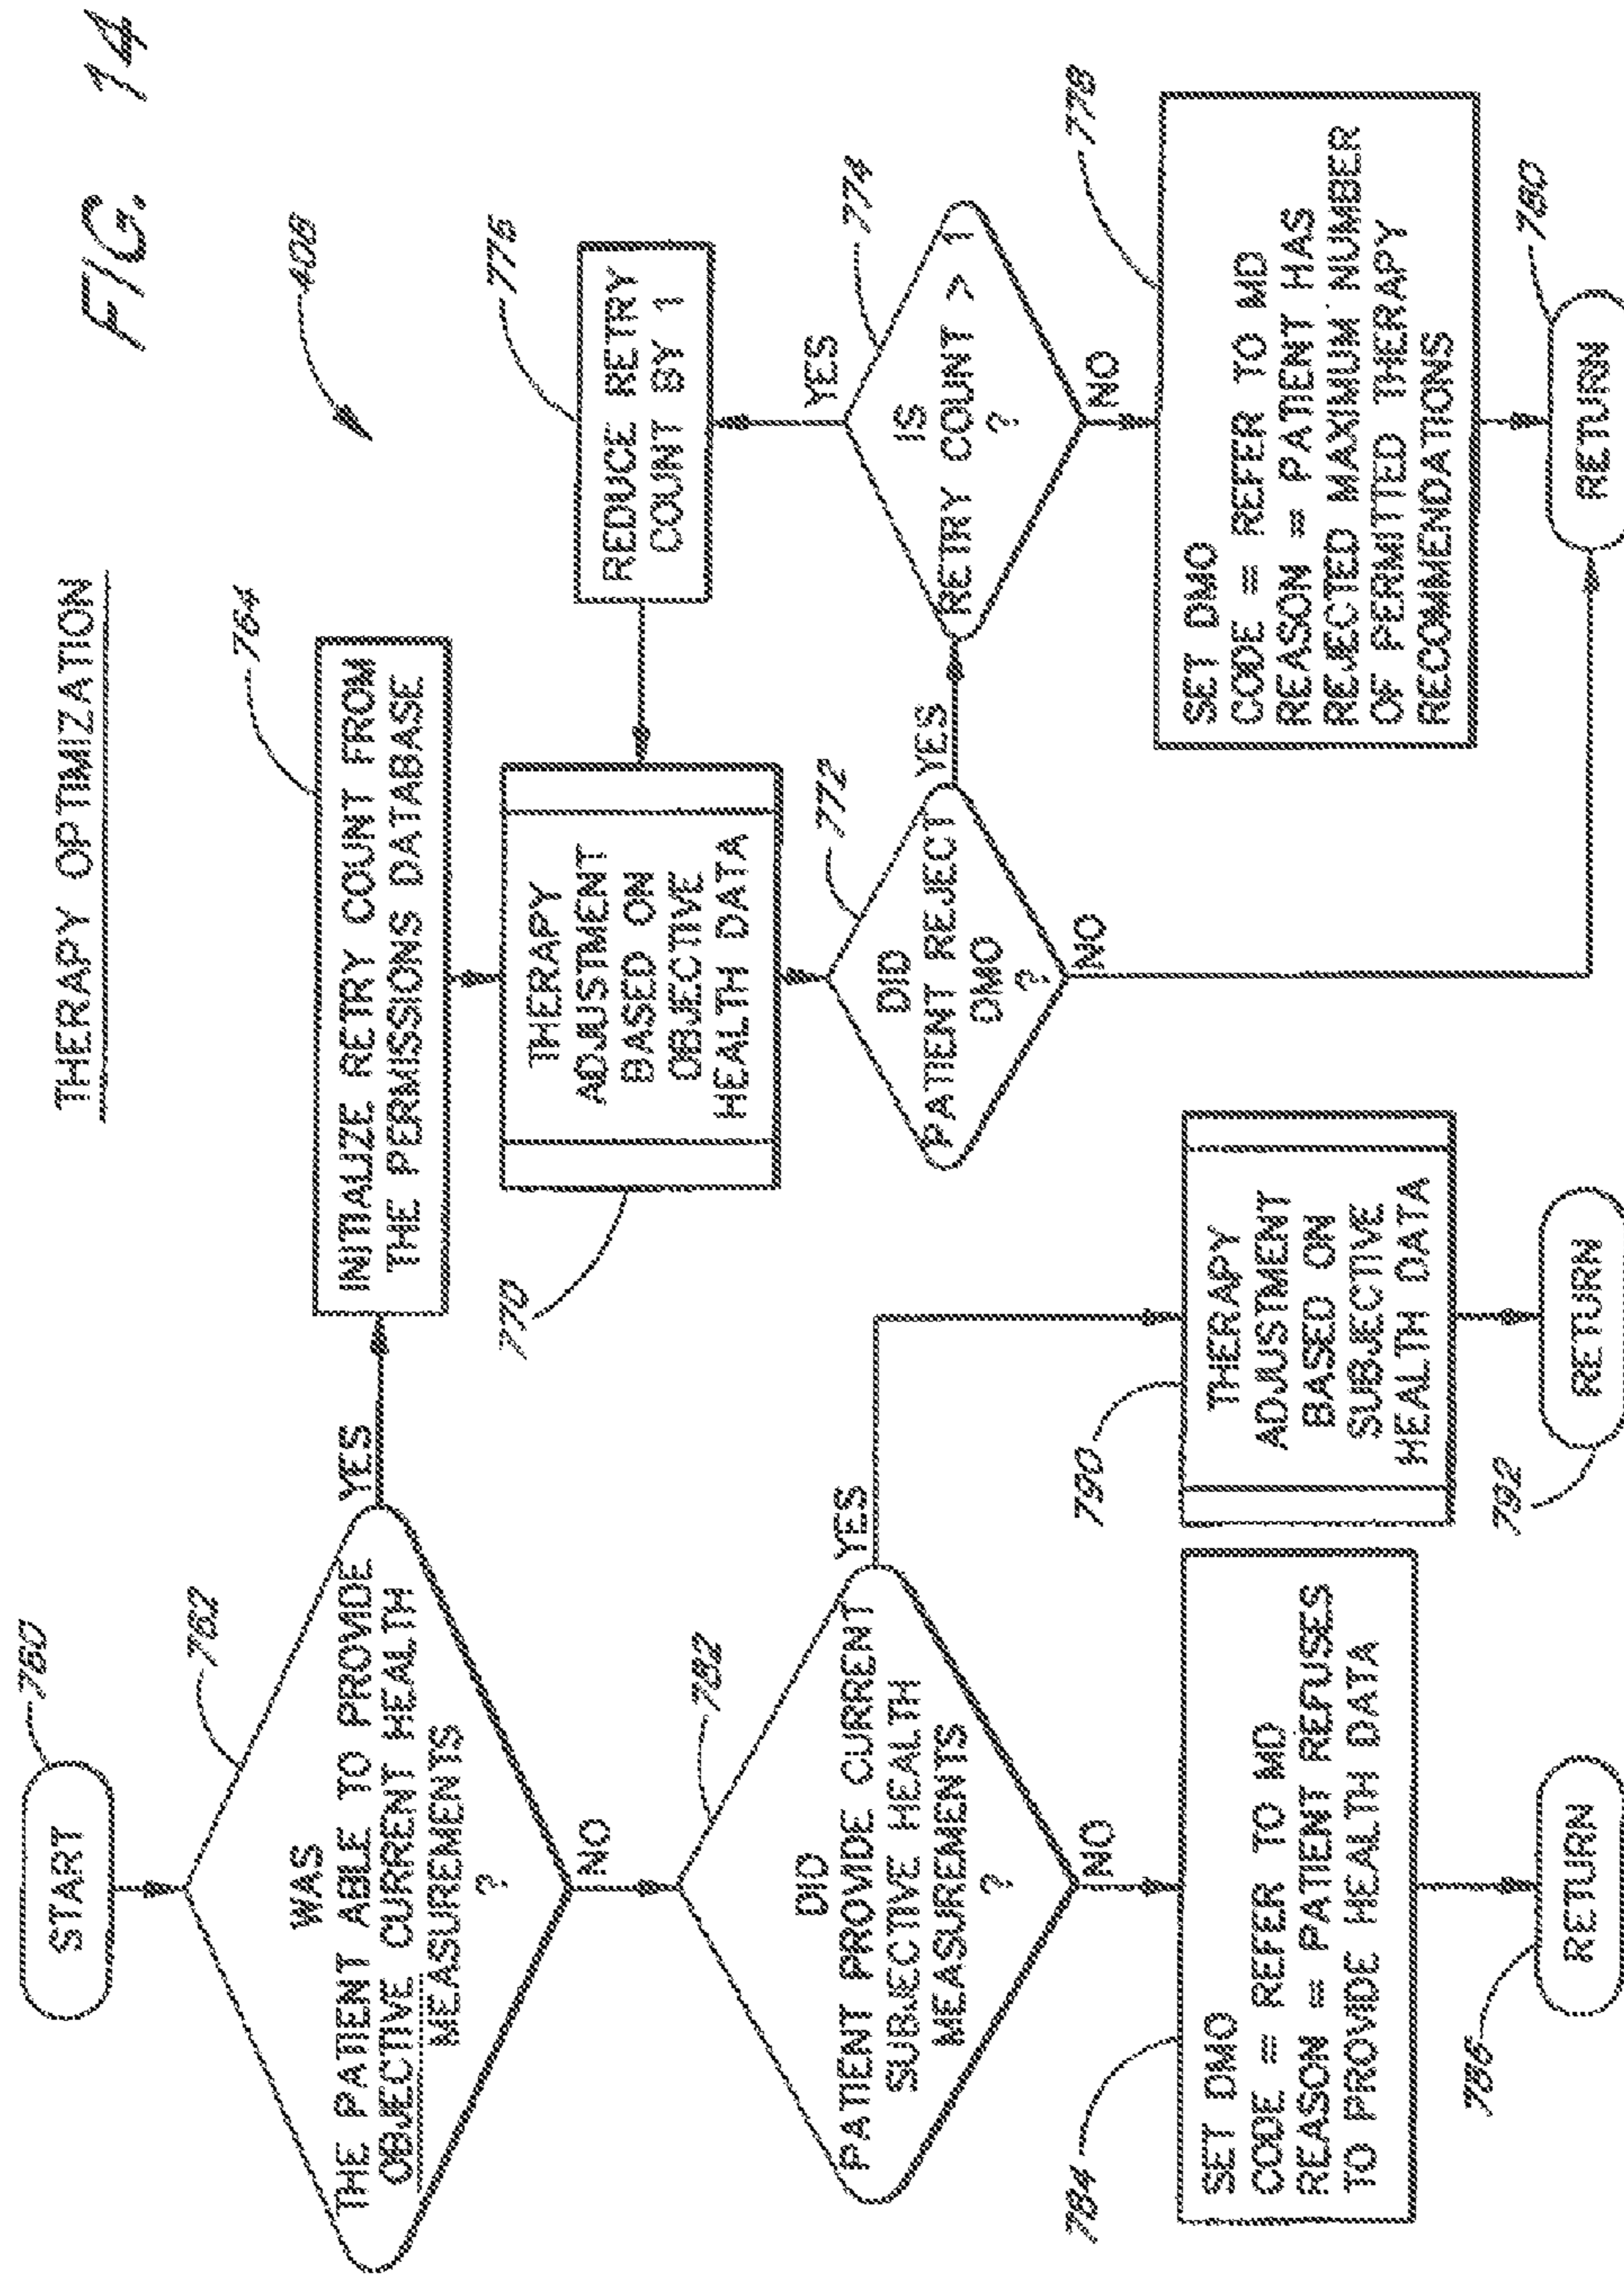 THERAPY OPTIMIZATION
FIG. 14
408
760
START
762
WAS
THE PATIENT ABLE TO PROVIDE
OBJECTIVE CURRENT HEALTH
MEASUREMENTS
?
YES
NO
764
INITIALIZE RETRY COUNT FROM
THE PERMISSIONS DATABASE
770
THERAPY
ADJUSTMENT
BASED ON
OBJECTIVE
HEALTH DATA
776
REDUCE RETRY
COUNT BY 1
772
DID
PATIENT REJECT
DMO
?
YES
NO
774
IS
RETRY COUNT > 1
?
YES
NO
778
SET DMO
CODE = REFER TO MD
REASON = PATIENT HAS
REJECTED MAXIMUM NUMBER
OF PERMITTED THERAPY
RECOMMENDATIONS
780
RETURN
782
DID
PATIENT PROVIDE CURRENT
SUBJECTIVE HEALTH
MEASUREMENTS
?
YES
NO
784
SET DMO
CODE = REFER TO MD
REASON = PATIENT REFUSES
TO PROVIDE HEALTH DATA
786
RETURN
790
THERAPY
ADJUSTMENT
BASED ON
SUBJECTIVE
HEALTH DATA
792
RETURN